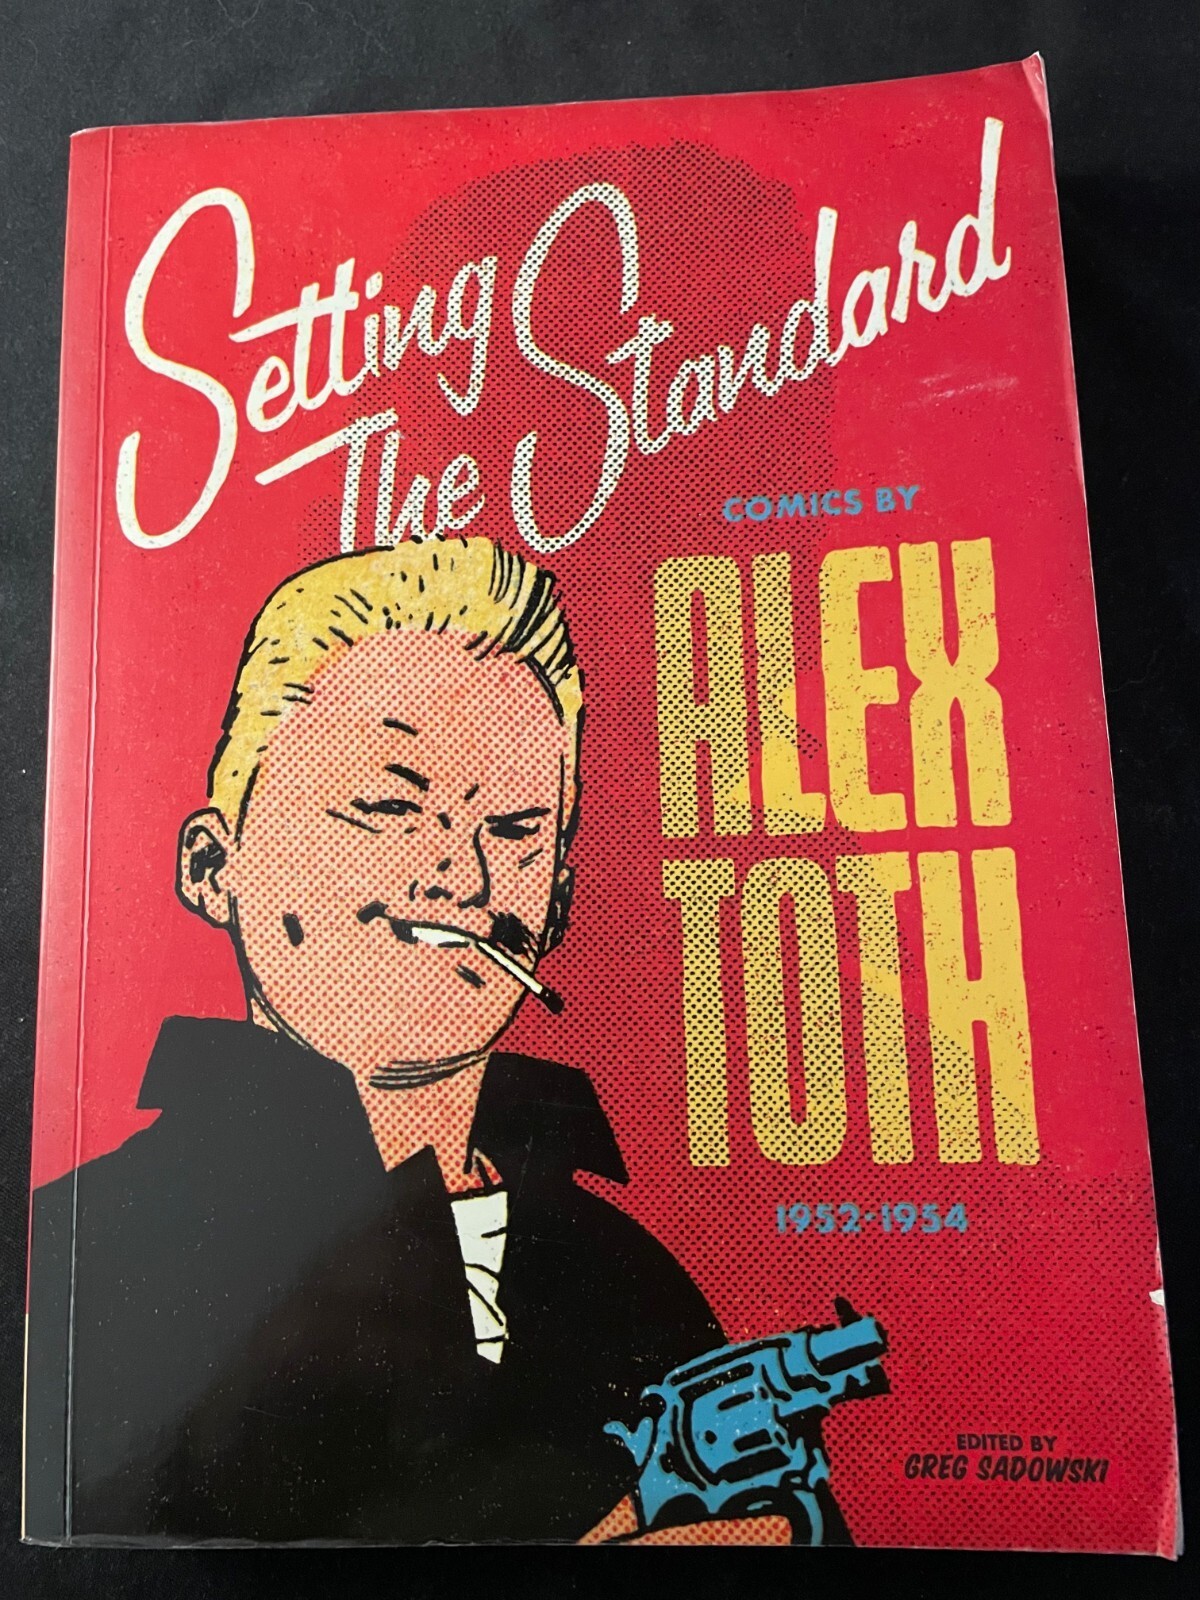 Setting
The Standard
COMICS BY
ALEX
TOTH
1952-1954
EDITED BY
GREG SADOWSKI